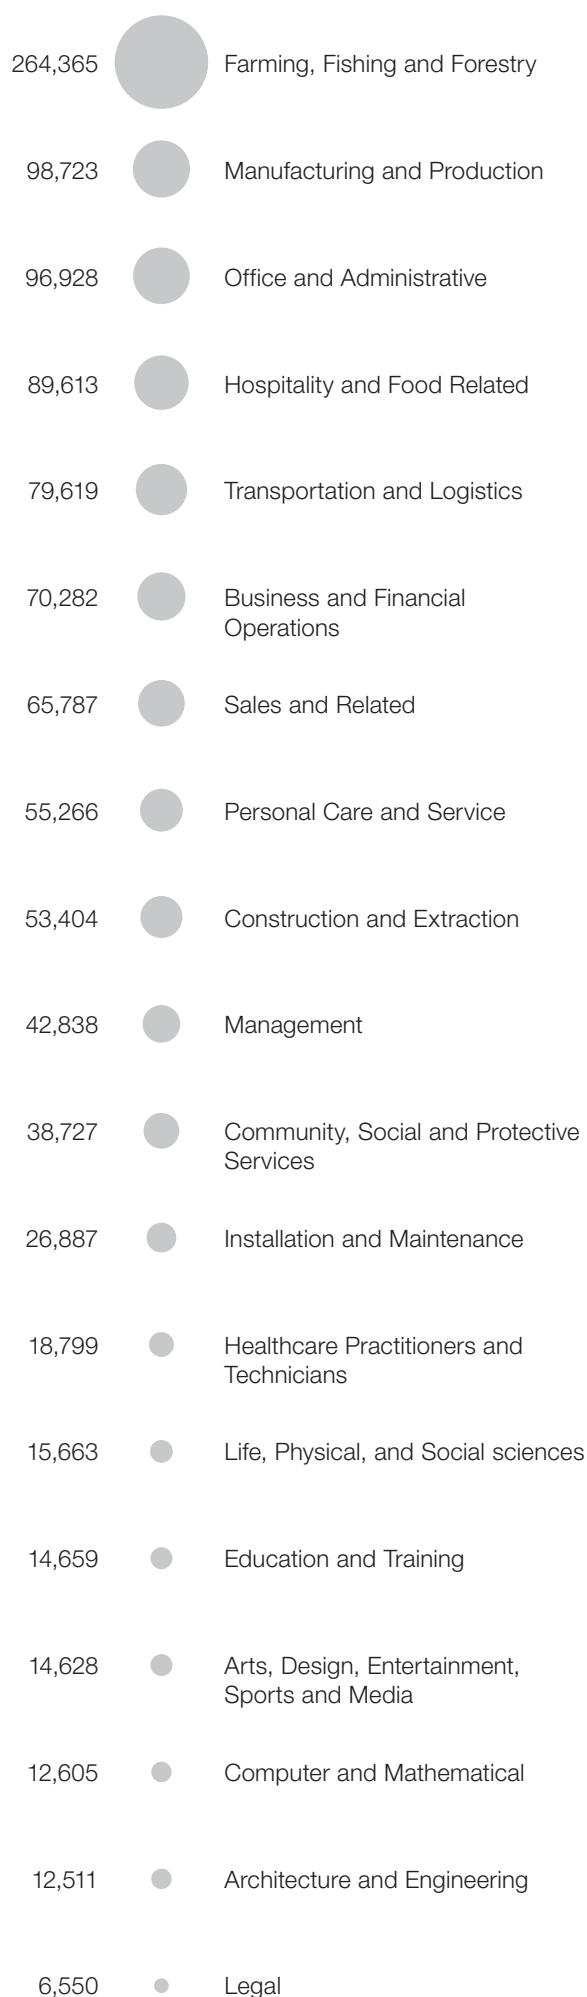 264,365 Farming, Fishing and Forestry
98,723 Manufacturing and Production
96,928 Office and Administrative
89,613 Hospitality and Food Related
79,619 Transportation and Logistics
70,282 Business and Financial
Operations
65,787 Sales and Related
55,266 Personal Care and Service
53,404 Construction and Extraction
42,838 Management
38,727 Community, Social and Protective
Services
26,887 Installation and Maintenance
18,799 Healthcare Practitioners and
Technicians
15,663 Life, Physical, and Social sciences
14,659 Education and Training
14,628 Arts, Design, Entertainment,
Sports and Media
12,605 Computer and Mathematical
12,511 Architecture and Engineering
6,550 Legal